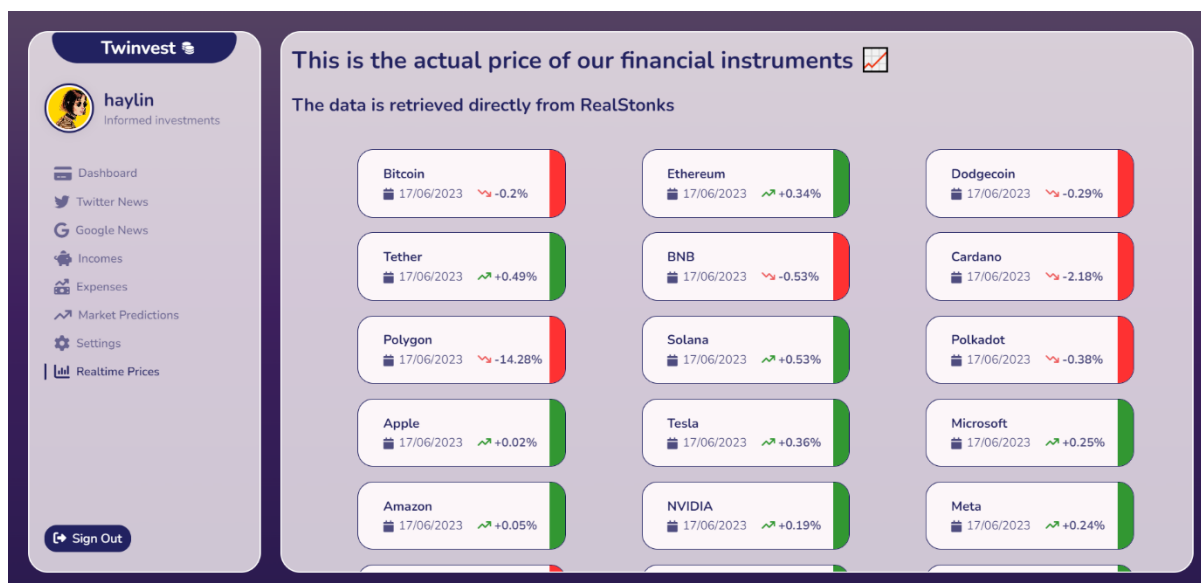 Twinvest
haylin
Informed investments
Dashboard
Twitter News
Google News
Incomes
Expenses
Market Predictions
Settings
Realtime Prices
Sign Out
This is the actual price of our financial instruments
The data is retrieved directly from RealStonks
Bitcoin
17/06/2023 -0.2%
Ethereum
17/06/2023 +0.34%
Dodgecoin
17/06/2023 -0.29%
Tether
17/06/2023 +0.49%
BNB
17/06/2023 -0.53%
Cardano
17/06/2023 -2.18%
Polygon
17/06/2023 -14.28%
Solana
17/06/2023 +0.53%
Polkadot
17/06/2023 -0.38%
Apple
17/06/2023 +0.02%
Tesla
17/06/2023 +0.36%
Microsoft
17/06/2023 +0.25%
Amazon
17/06/2023 +0.05%
NVIDIA
17/06/2023 +0.19%
Meta
17/06/2023 +0.24%